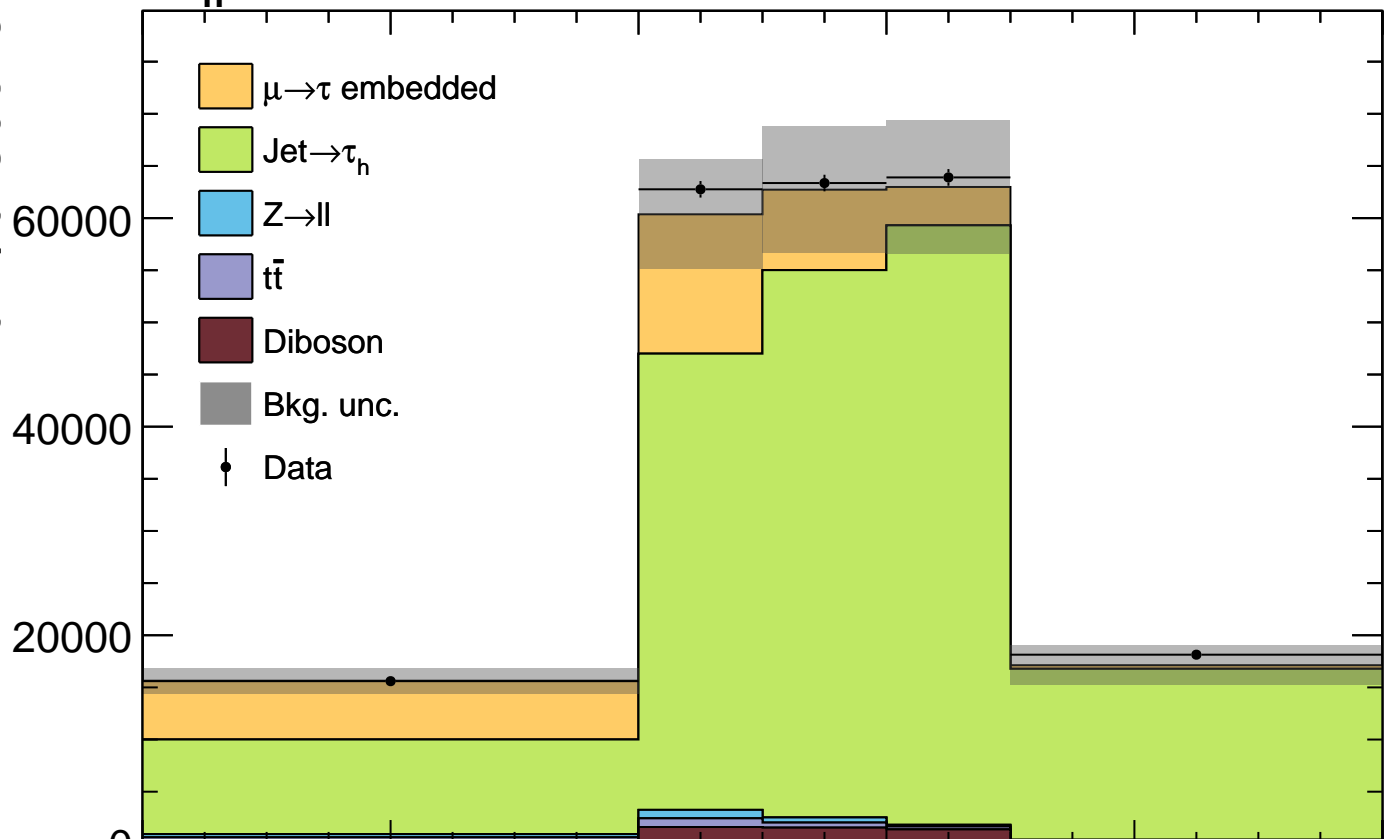 μ→τ embedded
Jet→τh
Z→ll
tt̄
Diboson
Bkg. unc.
Data
60000
40000
20000
0